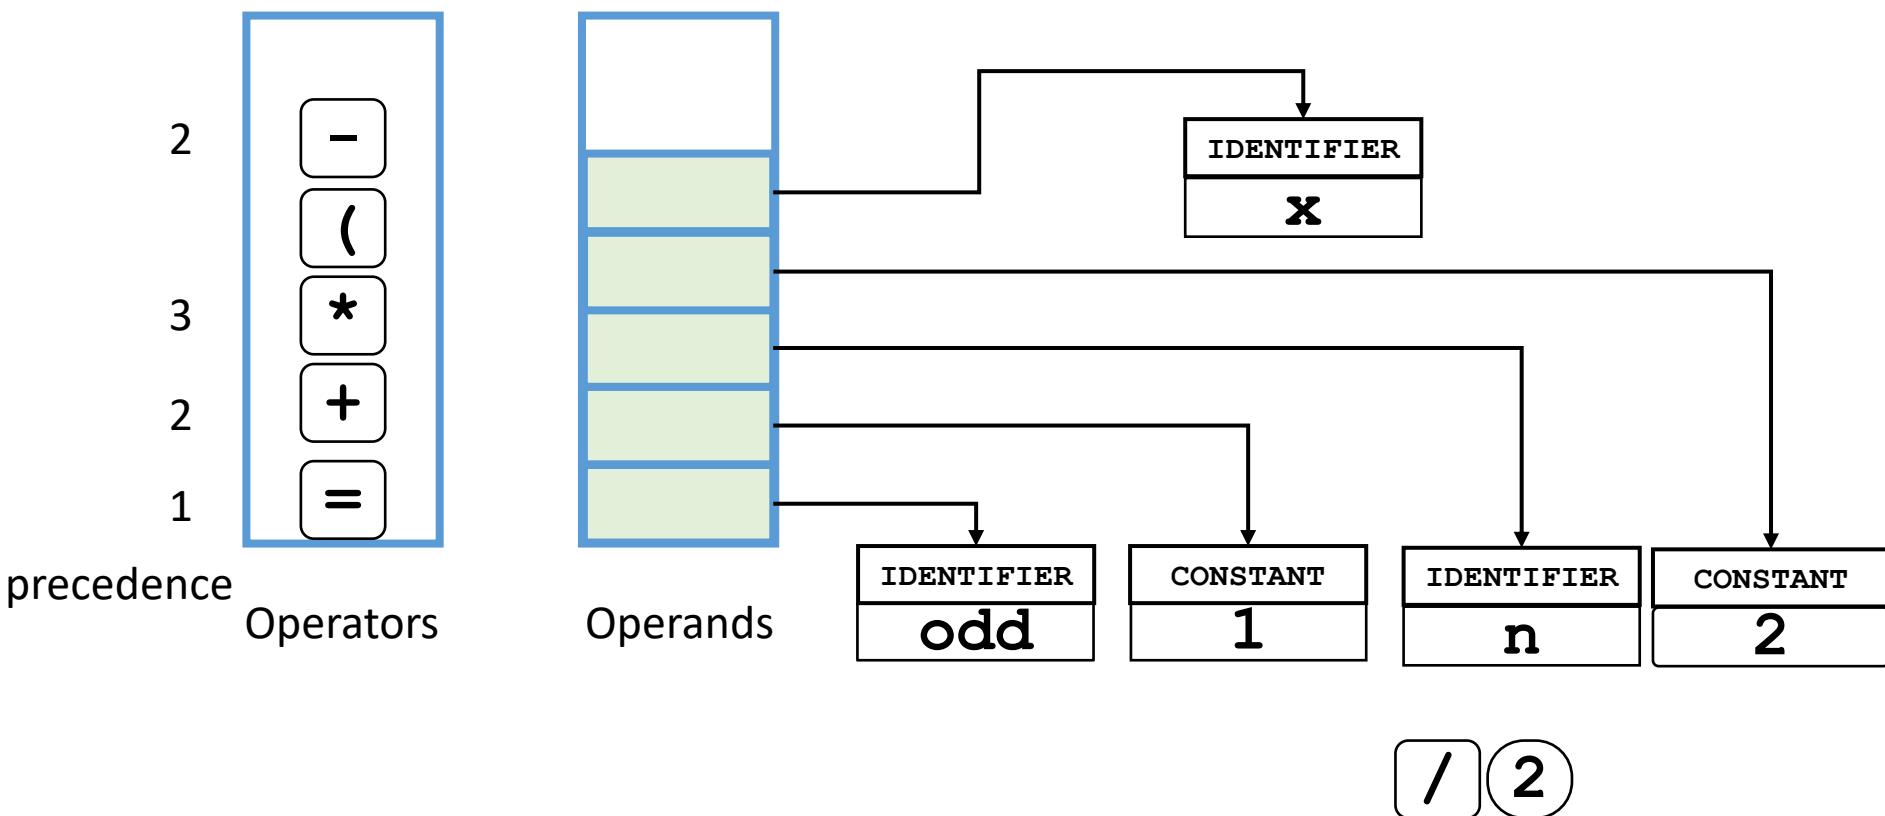 2 -
IDENTIFIER
x
(
3 *
2 +
1 =
precedence
Operators
Operands
IDENTIFIER
odd
CONSTANT
1
IDENTIFIER
n
CONSTANT
2
/ 2